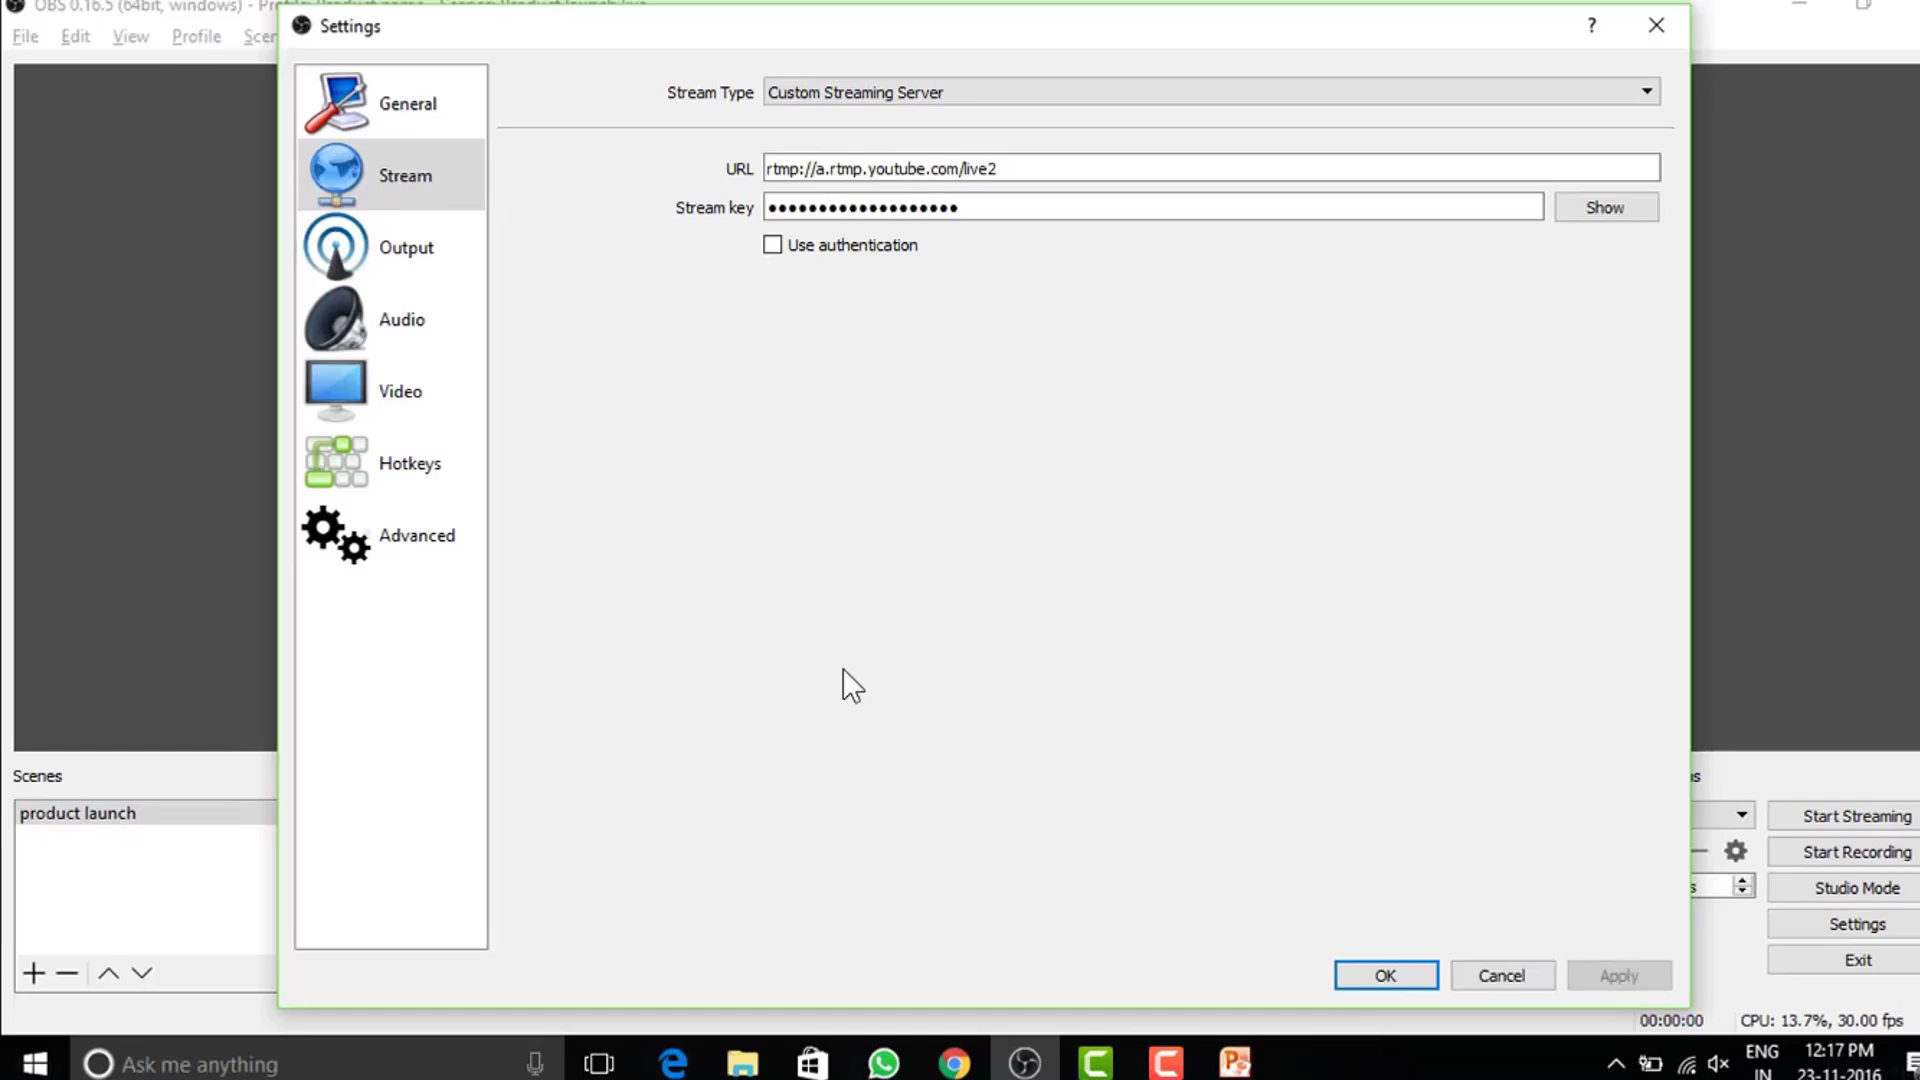 OBS 0.16.5 (64bit, windows) -
Settings
File Edit View Profile
General
Stream
Output
Audio
Video
Hotkeys
Advanced
Stream Type Custom Streaming Server
URL rtmp://a.rtmp.youtube.com/live2
Stream key ●●●●●●●●●●●●●●●●●●● Show
Use authentication
OK Cancel Apply
Scenes
product launch
Start Streaming
Start Recording
Studio Mode
Settings
Exit
00:00:00 CPU: 13.7%, 30.00 fps
Ask me anything
ENG
IN
12:17 PM
23-11-2016